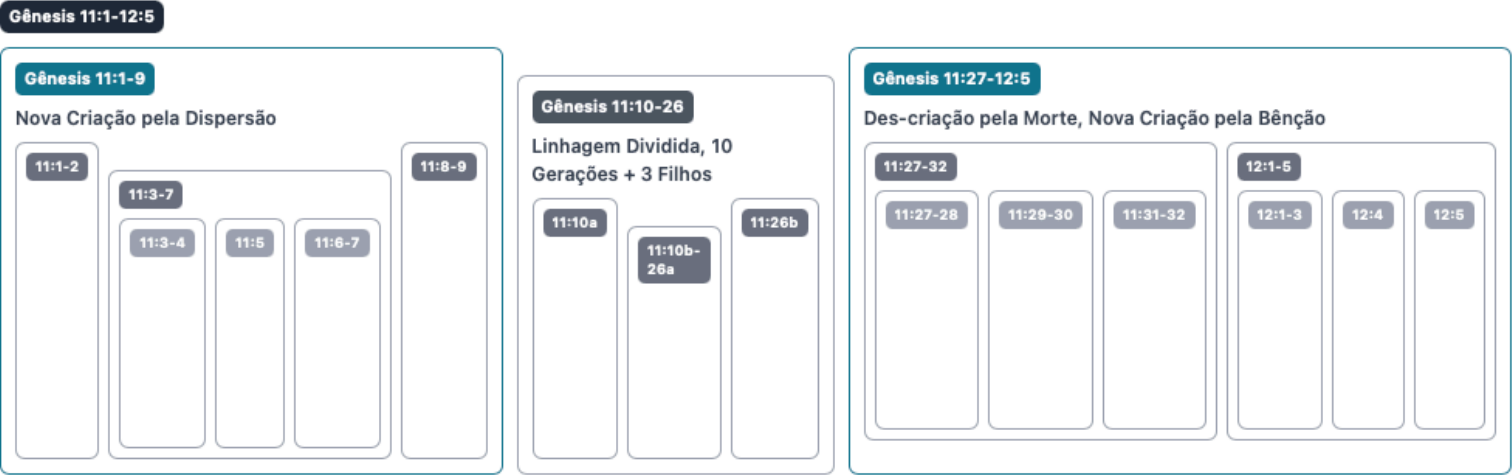 Gênesis 11:1-12:5
Gênesis 11:1-9
Nova Criação pela Dispersão
11:1-2
11:3-7
11:3-4
11:5
11:6-7
11:8-9
Gênesis 11:10-26
Linhagem Dividida, 10
Gerações + 3 Filhos
11:10a
11:10b-
26a
11:26b
Gênesis 11:27-12:5
Des-criação pela Morte, Nova Criação pela Bênção
11:27-32
11:27-28
11:29-30
11:31-32
12:1-5
12:1-3
12:4
12:5